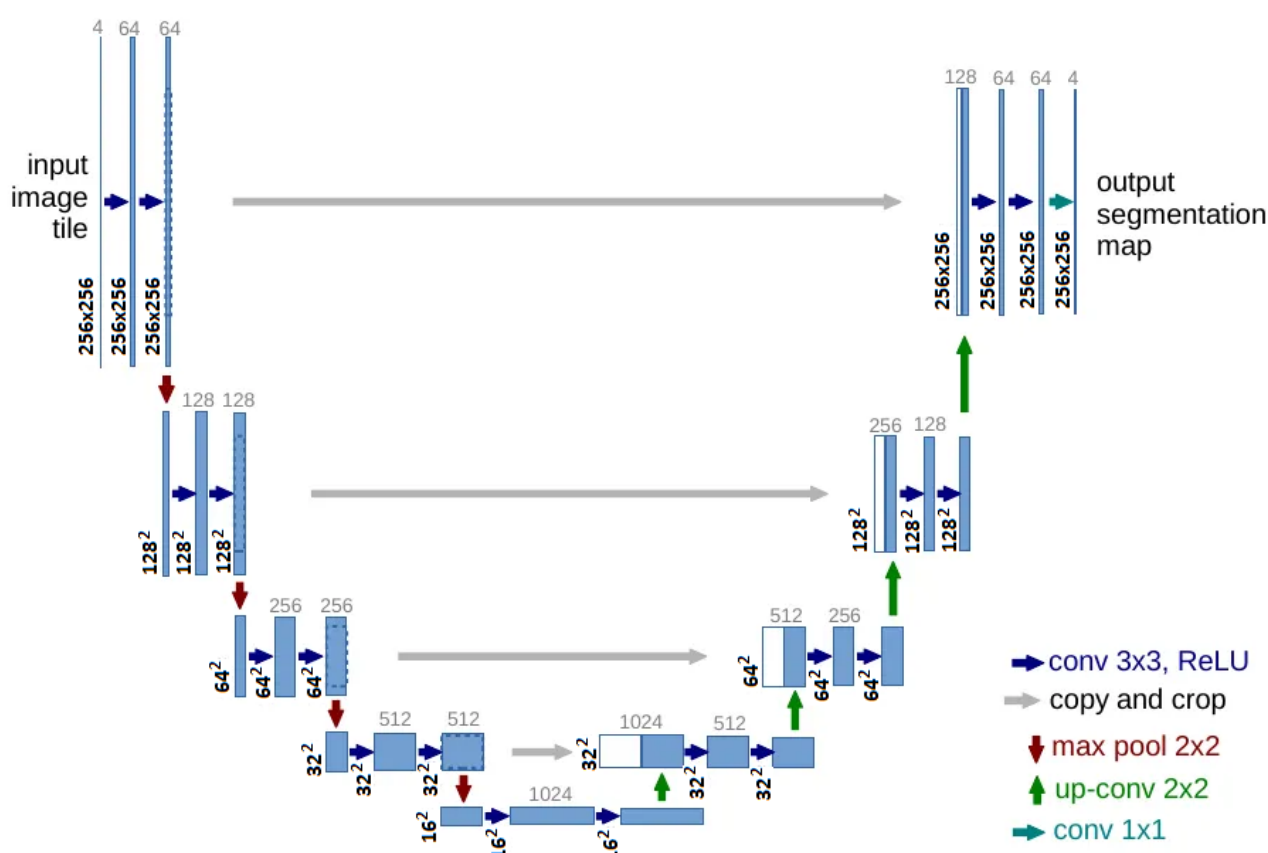 4 64 64
128 64 64 4
input
image
tile
output
segmentation
map
256x256 256x256 256x256
256x256 256x256 256x256 256x256
128 128
256 128
128² 128² 128²
128² 128² 128²
256 256
512 256
64² 64² 64²
64² 64² 64²
512 512
1024 512
32² 32² 32²
32² 32² 32²
1024
16² 16² 16²
conv 3x3, ReLU
copy and crop
max pool 2x2
up-conv 2x2
conv 1x1